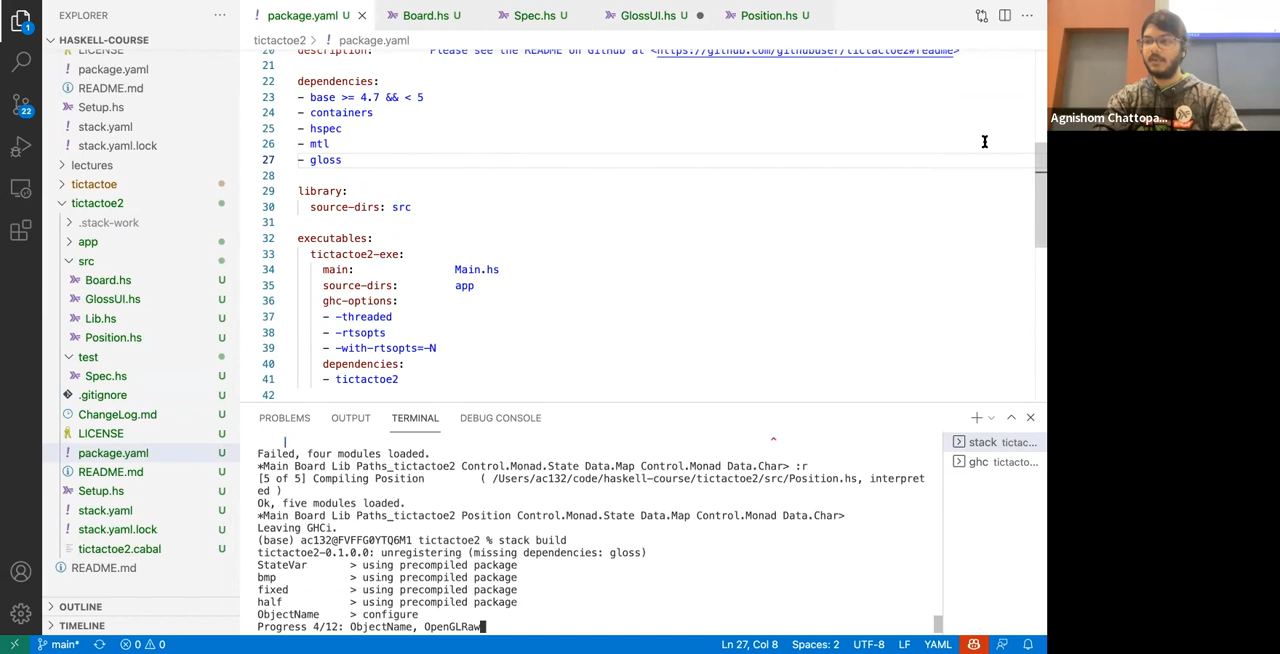 EXPLORER
HASKELL-COURSE
LICENSE
! package.yaml
README.md
Setup.hs
! stack.yaml
stack.yaml.lock
lectures
tictactoe
tictactoe2
.stack-work
app
src
Board.hs U
GlossUI.hs U
Lib.hs U
Position.hs U
test
Spec.hs U
.gitignore U
ChangeLog.md U
LICENSE U
! package.yaml U
README.md U
Setup.hs U
! stack.yaml U
stack.yaml.lock U
tictactoe2.cabal U
README.md
OUTLINE
TIMELINE
1
22
! package.yaml U
Board.hs U
Spec.hs U
GlossUI.hs U
Position.hs U
tictactoe2 > ! package.yaml
20 description: Please see the README on GitHub at <https://github.com/githubuser/tictactoe2#readme>
21
22 dependencies:
23 - base >= 4.7 && < 5
24 - containers
25 - hspec
26 - mtl
27 - gloss
28
29 library:
30 source-dirs: src
31
32 executables:
33 tictactoe2-exe:
34 main: Main.hs
35 source-dirs: app
36 ghc-options:
37 - -threaded
38 - -rtsopts
39 - -with-rtsopts=-N
40 dependencies:
41 - tictactoe2
42
PROBLEMS OUTPUT TERMINAL DEBUG CONSOLE
| ^
Failed, four modules loaded.
*Main Board Lib Paths_tictactoe2 Control.Monad.State Data.Map Control.Monad Data.Char> :r
[5 of 5] Compiling Position ( /Users/ac132/code/haskell-course/tictactoe2/src/Position.hs, interpret
ed )
Ok, five modules loaded.
*Main Board Lib Paths_tictactoe2 Position Control.Monad.State Data.Map Control.Monad Data.Char>
Leaving GHCi.
(base) ac132@FVFFG0YTQ6M1 tictactoe2 % stack build
tictactoe2-0.1.0.0: unregistering (missing dependencies: gloss)
StateVar > using precompiled package
bmp > using precompiled package
fixed > using precompiled package
half > using precompiled package
ObjectName > configure
Progress 4/12: ObjectName, OpenGLRaw
stack tictac...
ghc tictacto...
main* 0 0
Ln 27, Col 8 Spaces: 2 UTF-8 LF YAML
Agnishom Chattopa...